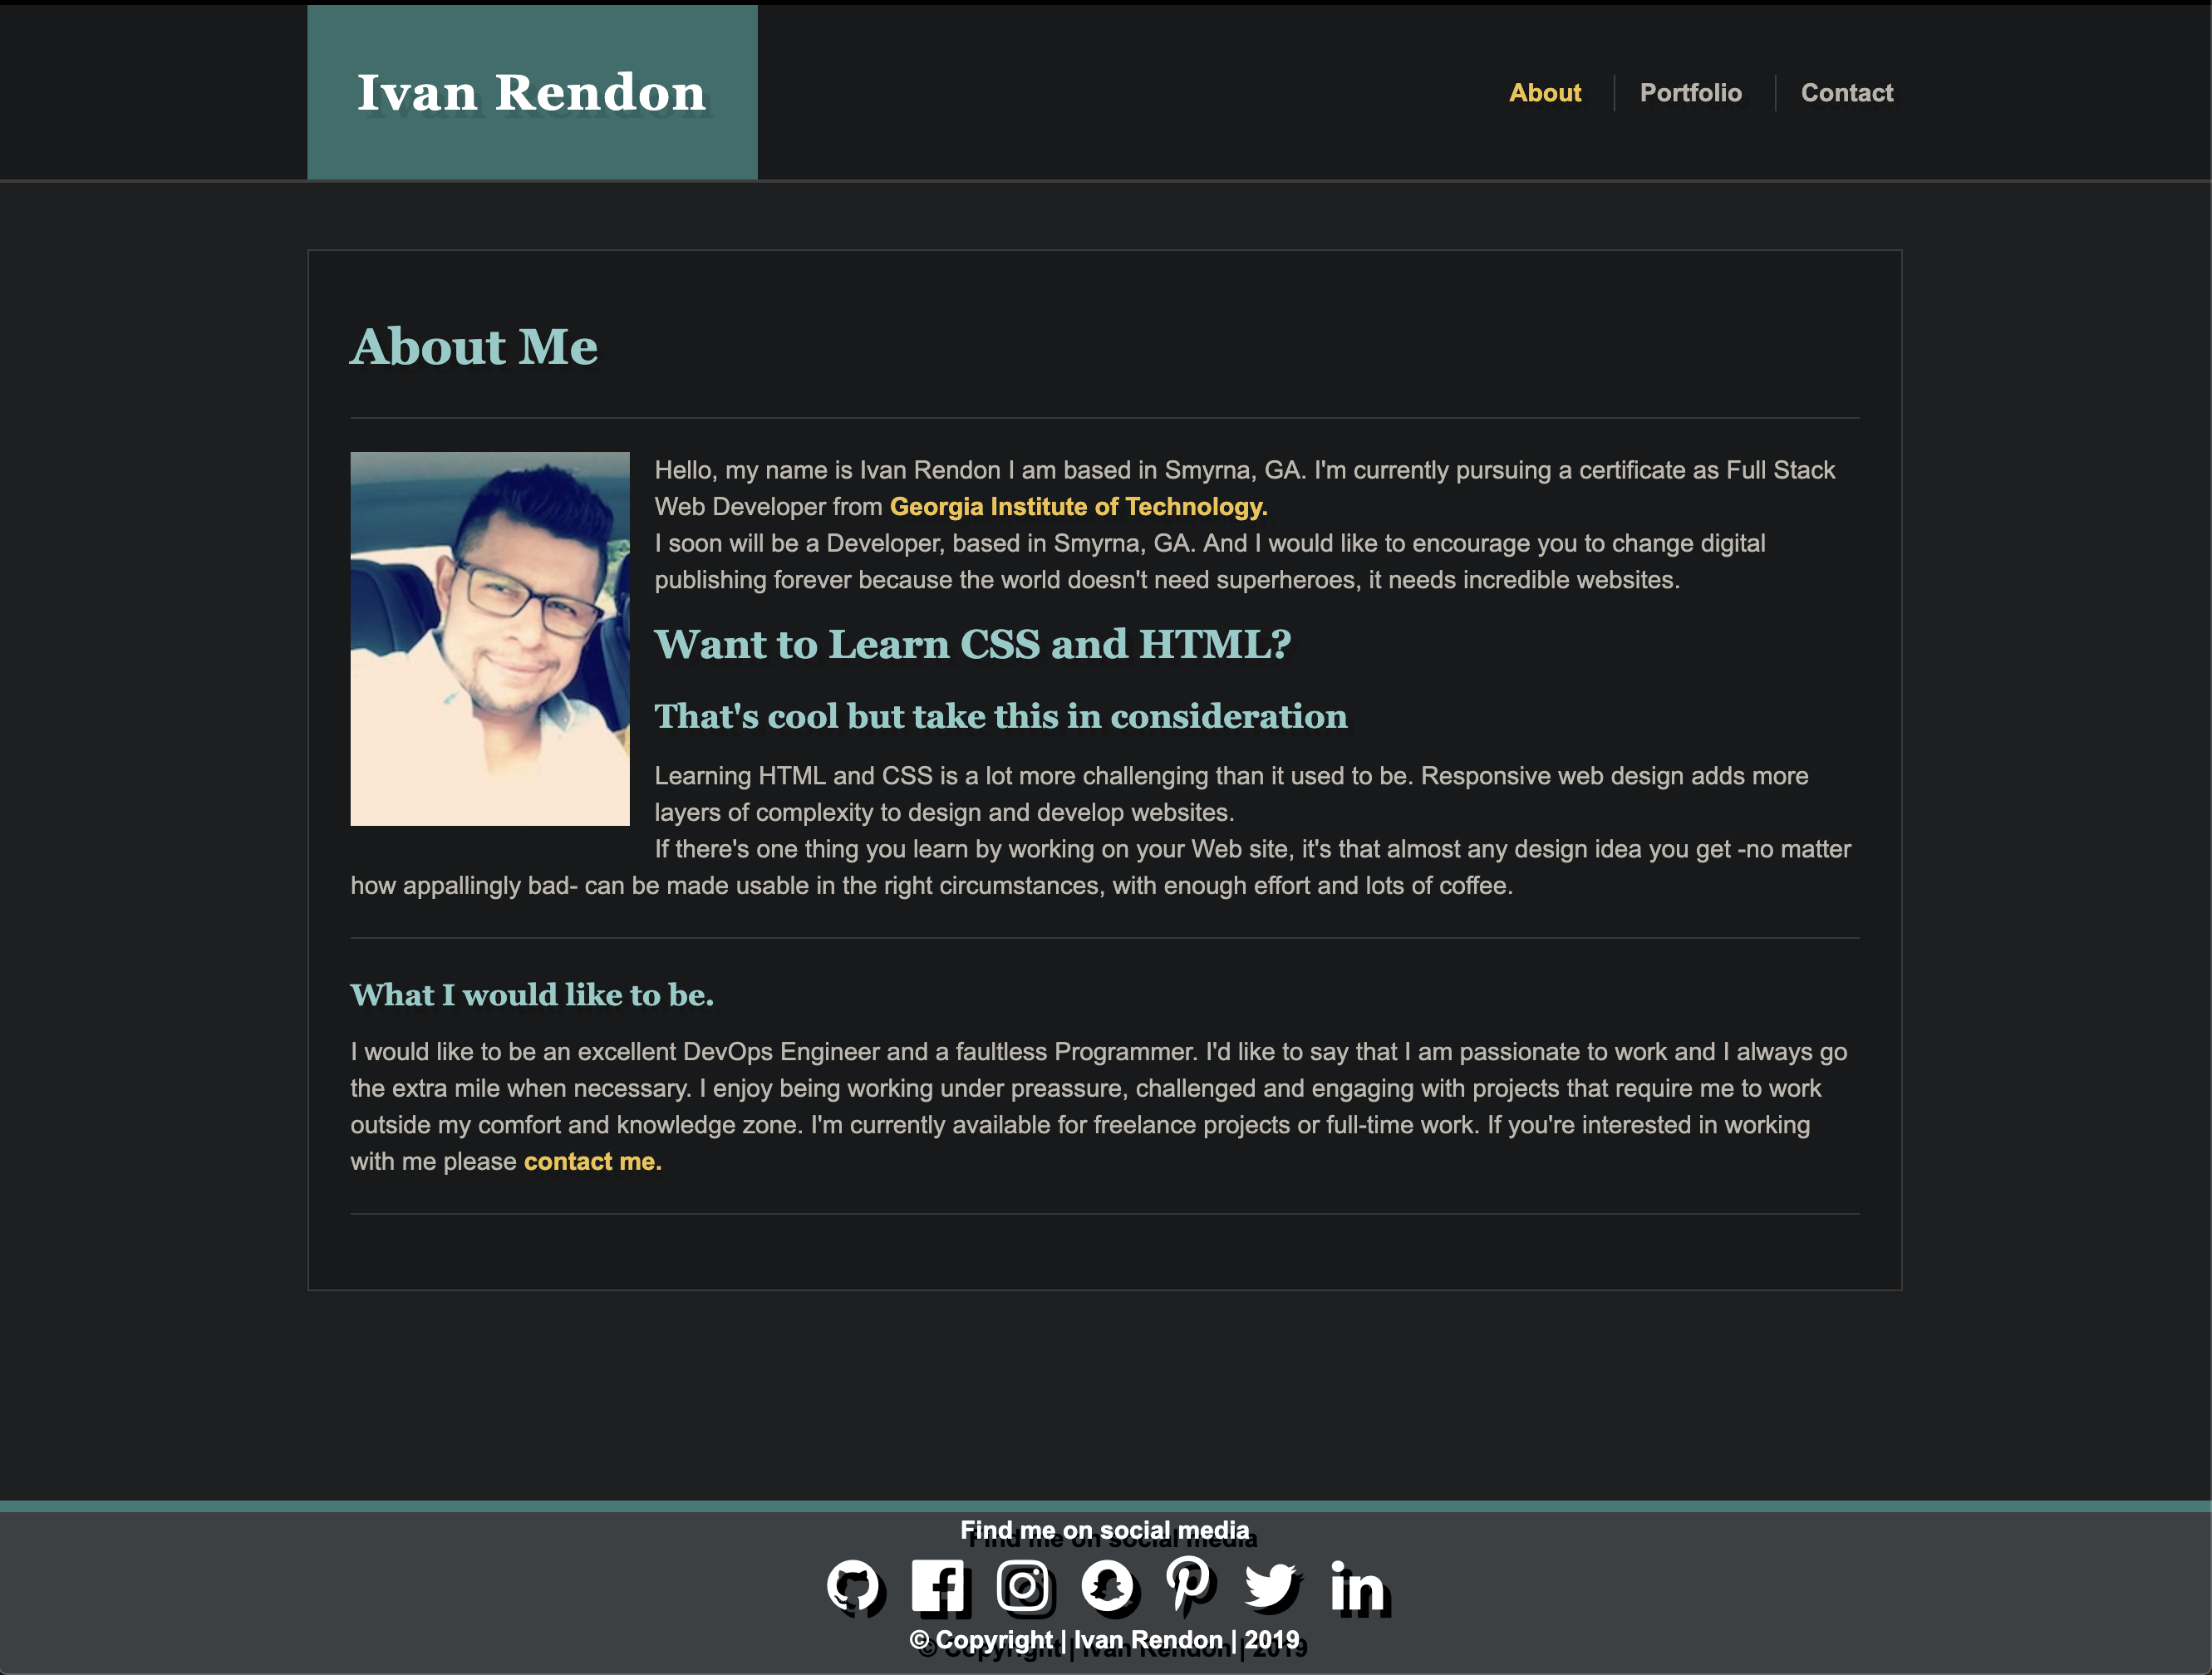 Ivan Rendon
About
Portfolio
Contact
About Me
Hello, my name is Ivan Rendon I am based in Smyrna, GA. I'm currently pursuing a certificate as Full Stack
Web Developer from Georgia Institute of Technology.
I soon will be a Developer, based in Smyrna, GA. And I would like to encourage you to change digital
publishing forever because the world doesn't need superheroes, it needs incredible websites.
Want to Learn CSS and HTML?
That's cool but take this in consideration
Learning HTML and CSS is a lot more challenging than it used to be. Responsive web design adds more
layers of complexity to design and develop websites.
If there's one thing you learn by working on your Web site, it's that almost any design idea you get -no matter
how appallingly bad- can be made usable in the right circumstances, with enough effort and lots of coffee.
What I would like to be.
I would like to be an excellent DevOps Engineer and a faultless Programmer. I'd like to say that I am passionate to work and I always go
the extra mile when necessary. I enjoy being working under preassure, challenged and engaging with projects that require me to work
outside my comfort and knowledge zone. I'm currently available for freelance projects or full-time work. If you're interested in working
with me please contact me.
Find me on social media
© Copyright | Ivan Rendon | 2019